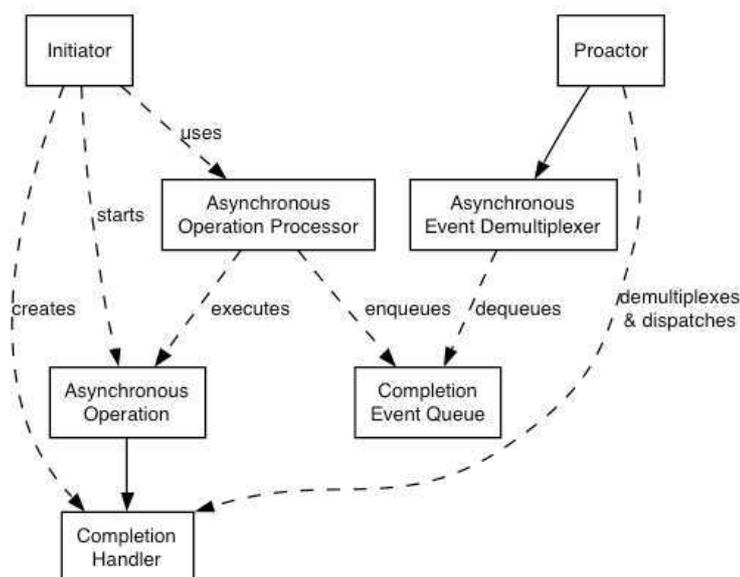 Initiator
Proactor
uses
Asynchronous
Operation Processor
Asynchronous
Event Demultiplexer
starts
creates
executes
enqueues
dequeues
demultiplexes
& dispatches
Asynchronous
Operation
Completion
Event Queue
Completion
Handler